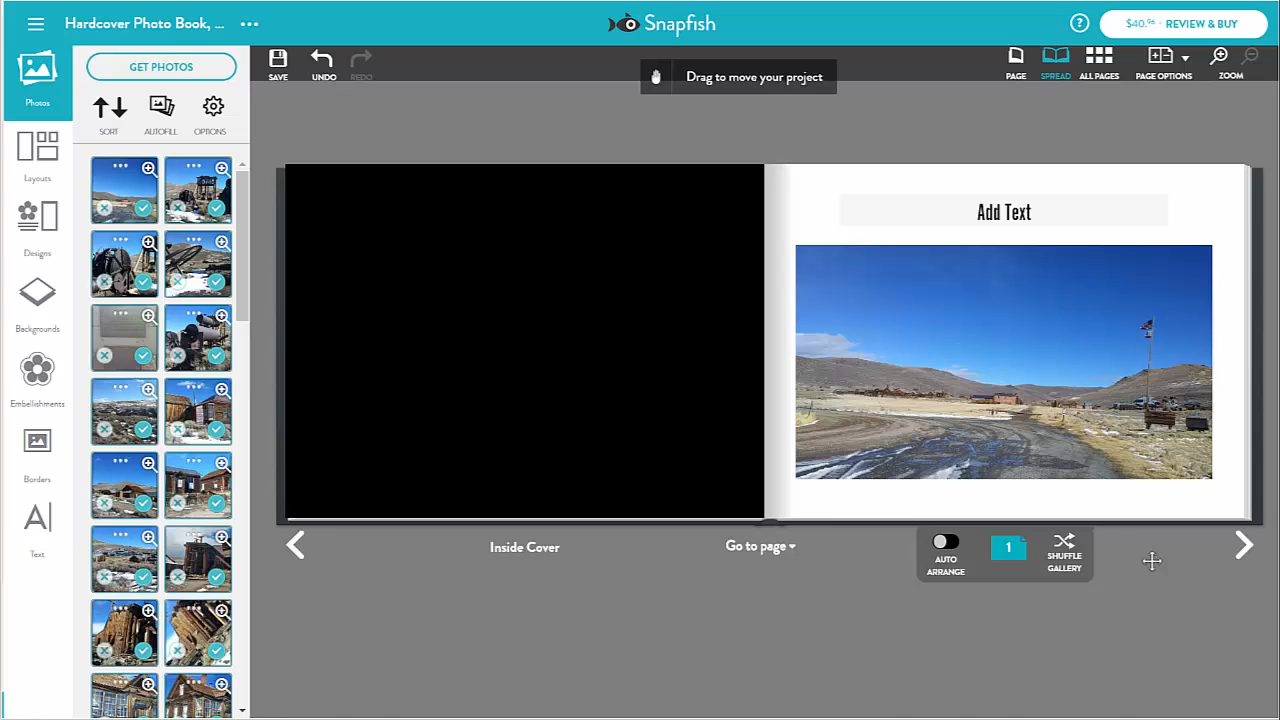 Hardcover Photo Book, ...
Snapfish
$40.96 · REVIEW & BUY
Photos
GET PHOTOS
SORT
AUTOFILL
OPTIONS
SAVE
UNDO
REDO
Drag to move your project
PAGE
SPREAD
ALL PAGES
PAGE OPTIONS
ZOOM
Layouts
Designs
Backgrounds
Embellishments
Borders
A
Text
Add Text
Inside Cover
Go to page
AUTO ARRANGE
1
SHUFFLE GALLERY